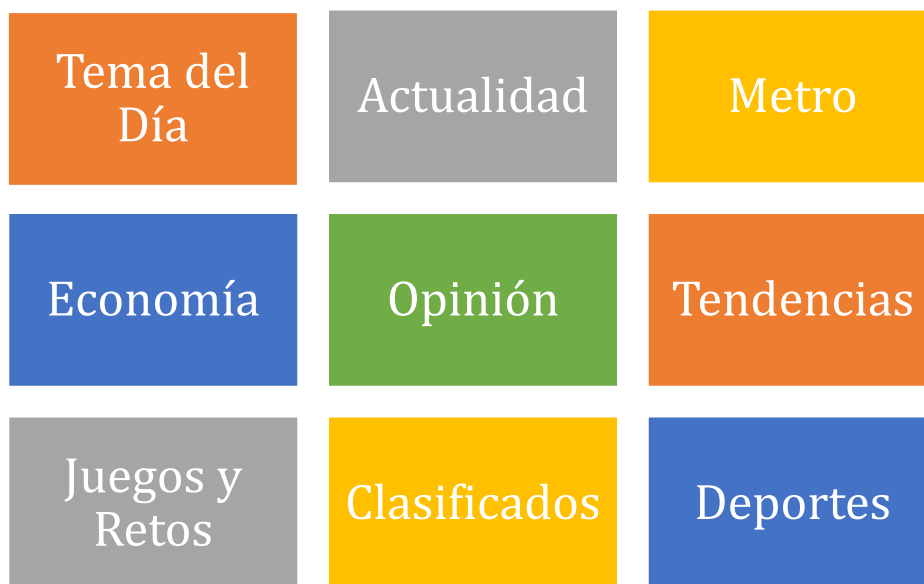 Tema del
Día
Actualidad
Metro
Economía
Opinión
Tendencias
Juegos y
Retos
Clasificados
Deportes